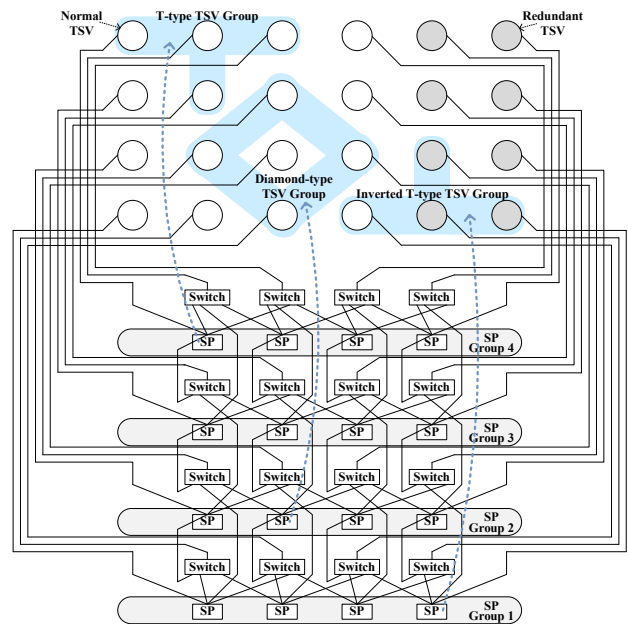 Normal
TSV
T-type TSV Group
Redundant
TSV
Diamond-type
TSV Group
Inverted T-type TSV Group
Switch
Switch
Switch
Switch
SP
SP
SP
SP
SP
Group 4
Switch
Switch
Switch
Switch
SP
SP
SP
SP
SP
Group 3
Switch
Switch
Switch
Switch
SP
SP
SP
SP
SP
Group 2
Switch
Switch
Switch
Switch
SP
SP
SP
SP
SP
Group 1